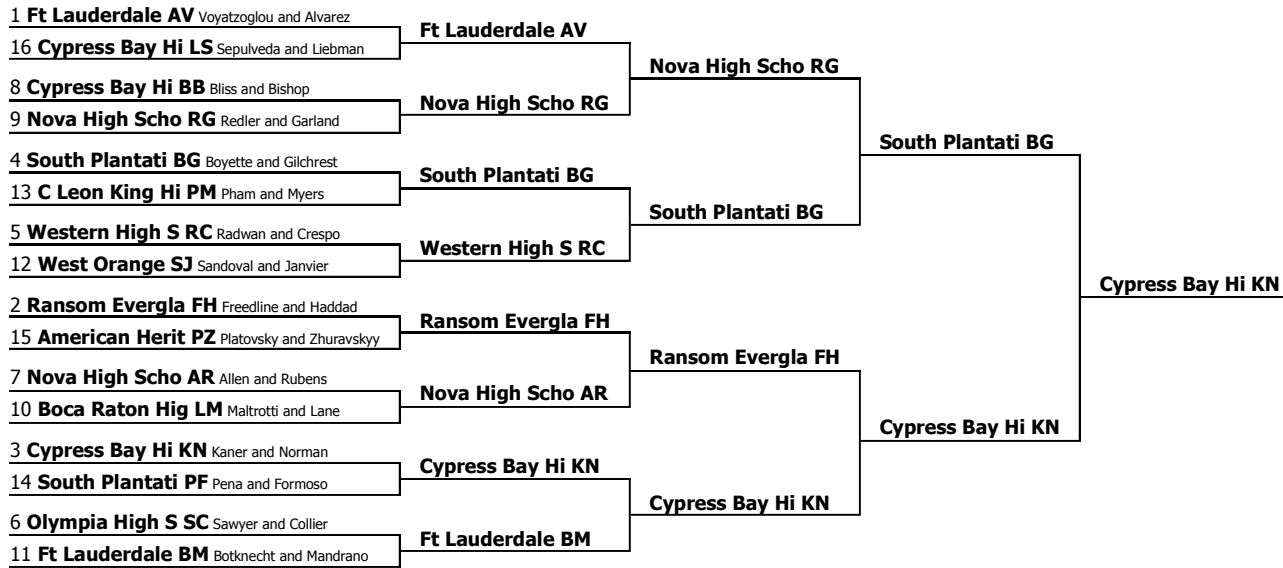 1 Ft Lauderdale AV Voyatzoglou and Alvarez
16 Cypress Bay Hi LS Sepulveda and Liebman
8 Cypress Bay Hi BB Bliss and Bishop
9 Nova High Scho RG Redler and Garland
4 South Plantati BG Boyette and Gilchrest
13 C Leon King Hi PM Pham and Myers
5 Western High S RC Radwan and Crespo
12 West Orange SJ Sandoval and Janvier
2 Ransom Evergla FH Freedline and Haddad
15 American Herit PZ Platovsky and Zhuravskyy
7 Nova High Scho AR Allen and Rubens
10 Boca Raton Hig LM Maltrotti and Lane
3 Cypress Bay Hi KN Kaner and Norman
14 South Plantati PF Pena and Formoso
6 Olympia High S SC Sawyer and Collier
11 Ft Lauderdale BM Botknecht and Mandrano
Ft Lauderdale AV
Nova High Scho RG
South Plantati BG
Western High S RC
Ransom Evergla FH
Nova High Scho AR
Cypress Bay Hi KN
Ft Lauderdale BM
Nova High Scho RG
South Plantati BG
Ransom Evergla FH
Cypress Bay Hi KN
South Plantati BG
Cypress Bay Hi KN
Cypress Bay Hi KN